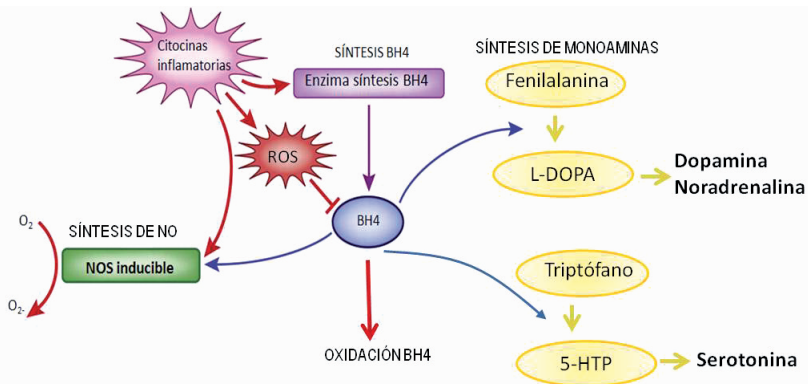 Citocinas
inflamatorias
SÍNTESIS BH4
Enzima síntesis BH4
SÍNTESIS DE MONOAMINAS
Fenilalanina
ROS
L-DOPA
Dopamina
Noradrenalina
BH4
O2
SÍNTESIS DE NO
NOS inducible
Triptófano
O2-
OXIDACIÓN BH4
5-HTP
Serotonina